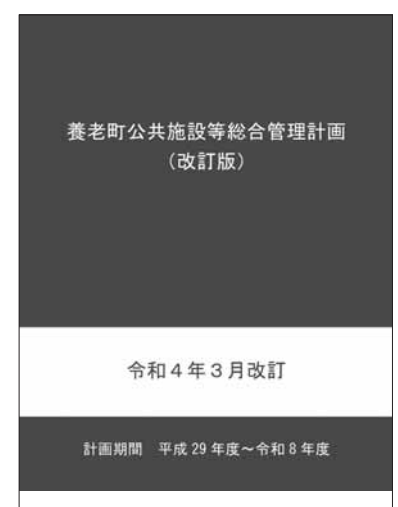 養老町公共施設等総合管理計画
（改訂版）
令和４年３月改訂
計画期間　平成 29 年度～令和 8 年度